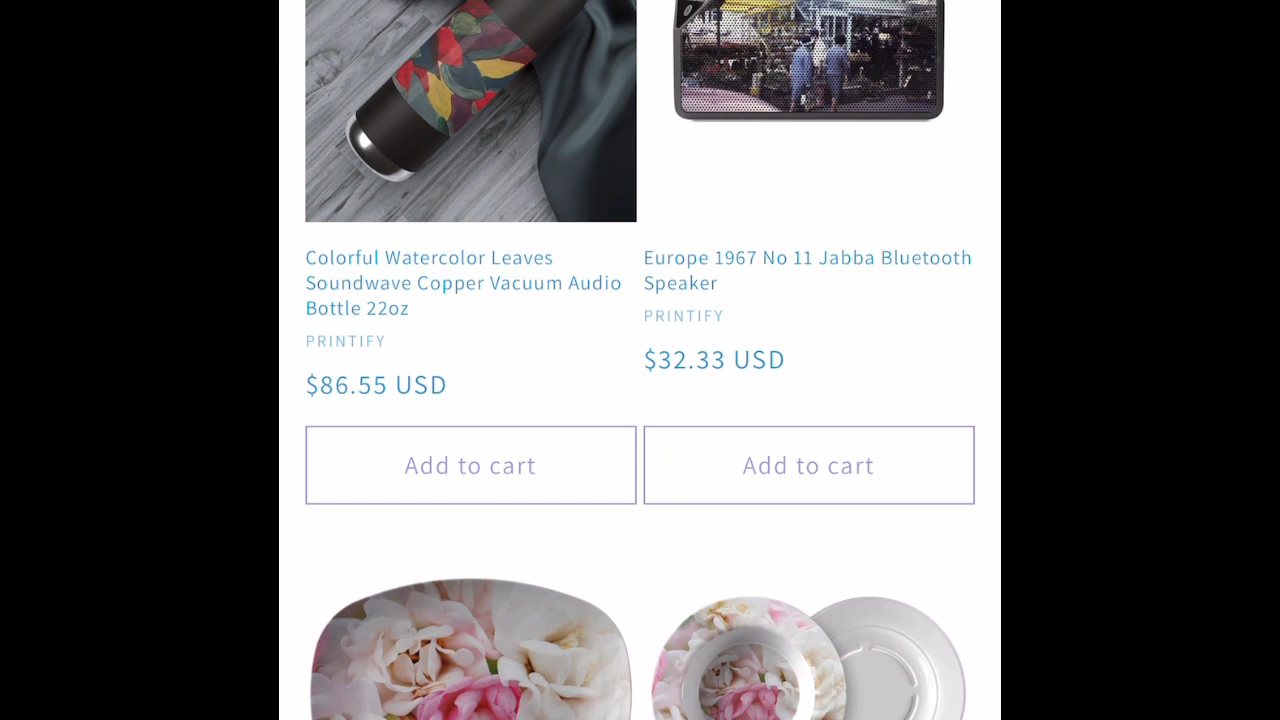 Colorful Watercolor Leaves
Soundwave Copper Vacuum Audio
Bottle 22oz
PRINTIFY
$86.55 USD
Add to cart
Europe 1967 No 11 Jabba Bluetooth
Speaker
PRINTIFY
$32.33 USD
Add to cart